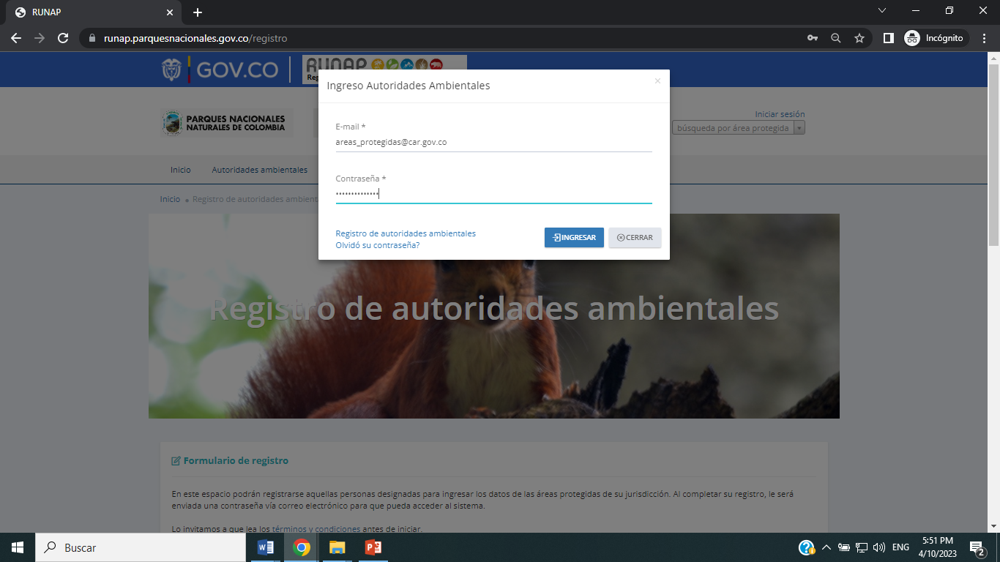 RUNAP
runap.parquesnacionales.gov.co/registro
Incógnito
GOV.CO
RUNAP
Reg
Ingreso Autoridades Ambientales
PARQUES NACIONALES
NATURALES DE COLOMBIA
Iniciar sesión
búsqueda por área protegida
E-mail *
areas_protegidas@car.gov.co
Inicio
Autoridades ambientales
Contraseña *
••••••••••••••
Inicio
Registro de autoridades ambient
Registro de autoridades ambientales
Olvidó su contraseña?
INGRESAR
CERRAR
Registro de autoridades ambientales
Formulario de registro
En este espacio podrán registrarse aquellas personas designadas para ingresar los datos de las áreas protegidas de su jurisdicción. Al completar su registro, le será
enviada una contraseña vía correo electrónico para que pueda acceder al sistema.
Lo invitamos a que lea los términos y condiciones antes de iniciar.
Buscar
ENG
5:51 PM
4/10/2023
2